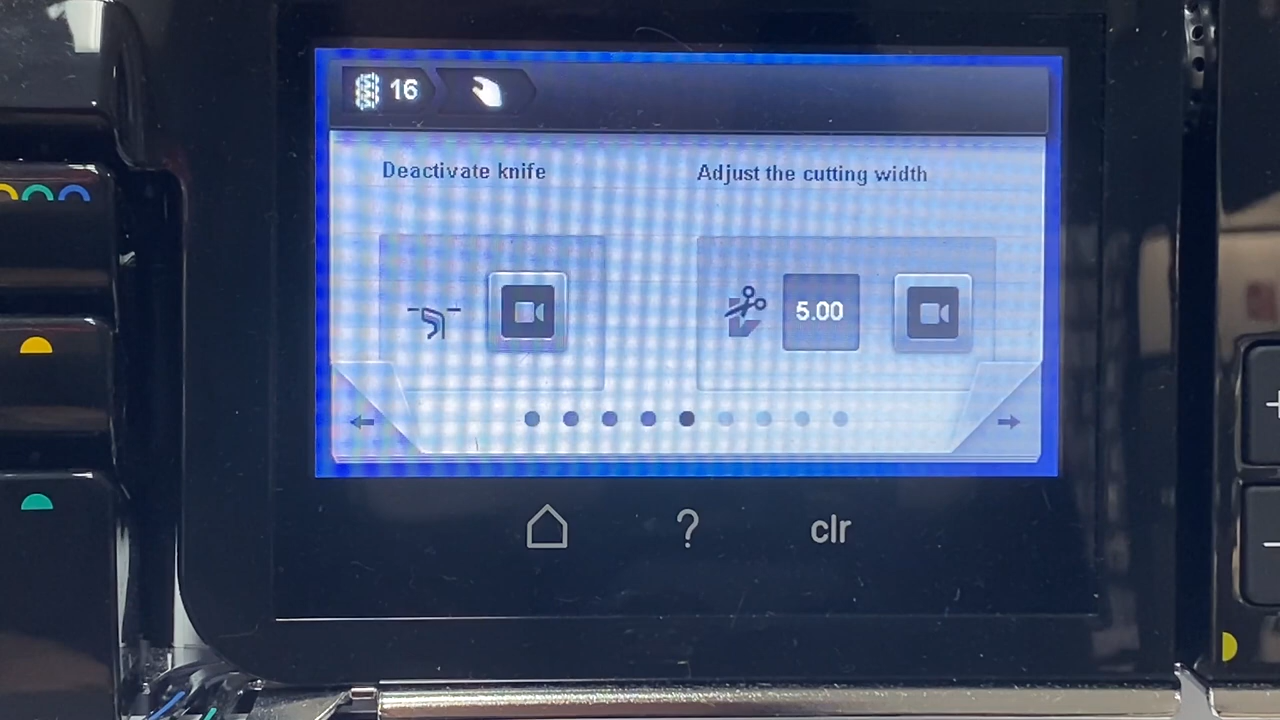 16
Deactivate knife
Adjust the cutting width
5.00
?
clr
+
−